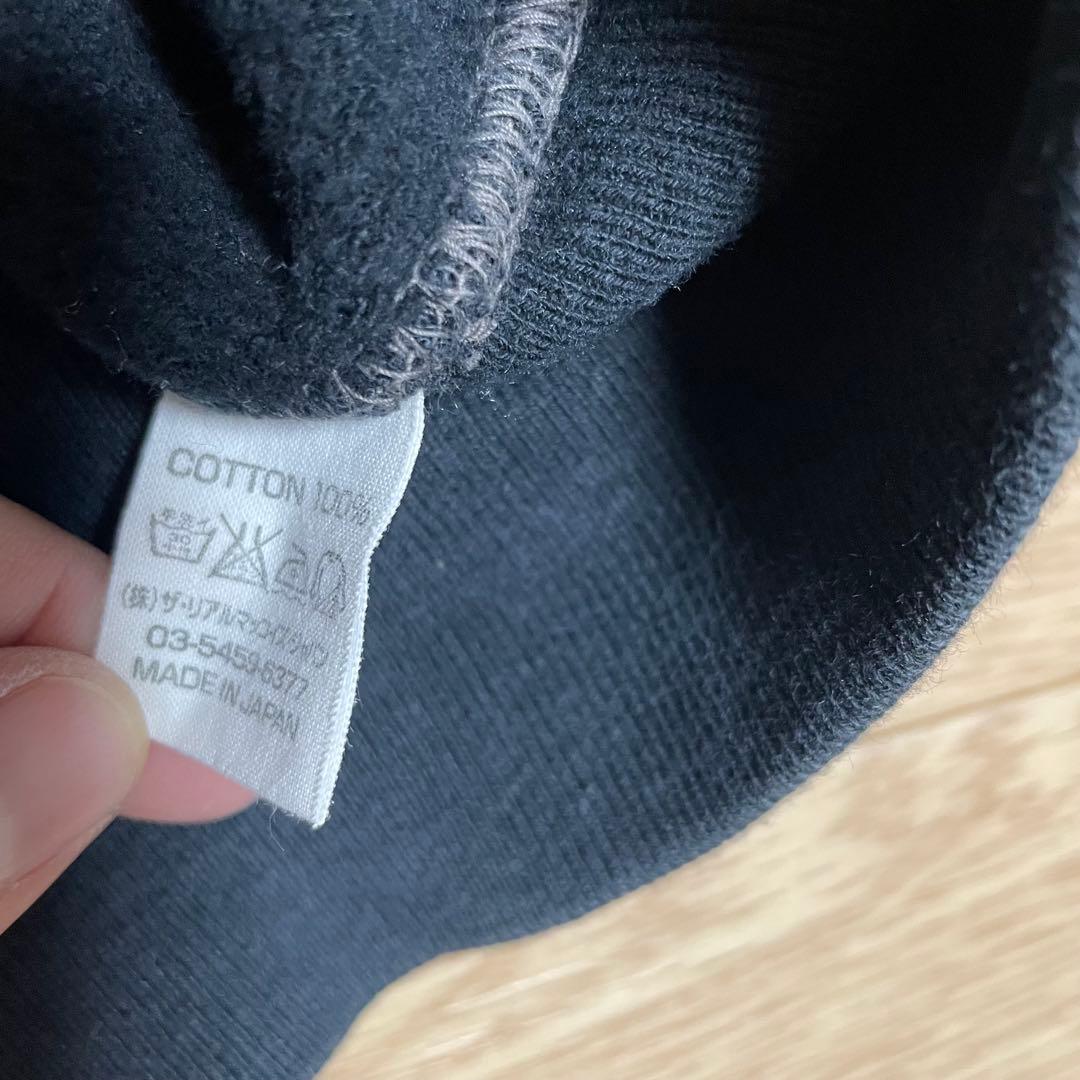 COTTON 100%
(株)ザ・リアルマッコイズ・ジャパン
03-5459-6377
MADE IN JAPAN